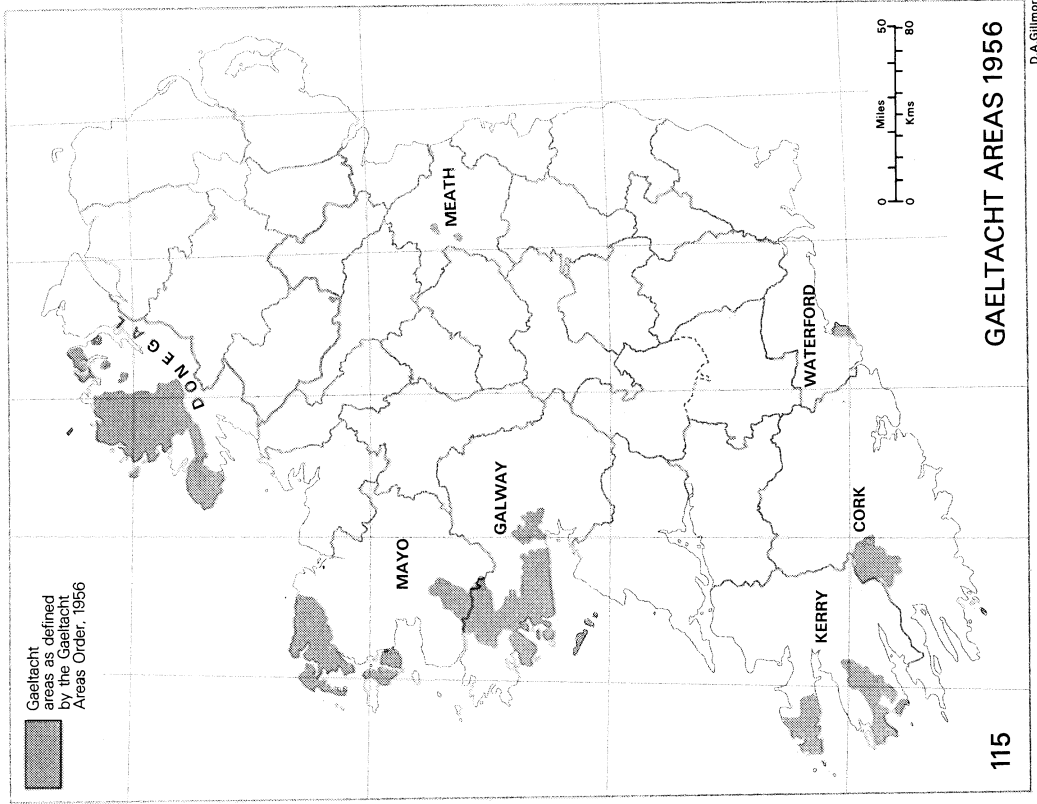 Gaeltacht
areas as defined
by the Gaeltacht
Areas Order, 1956
DONEGAL
MAYO
GALWAY
MEATH
KERRY
CORK
WATERFORD
0 Miles 50
0 Kms 80
115
GAELTACHT AREAS 1956
D.A.Gillmor